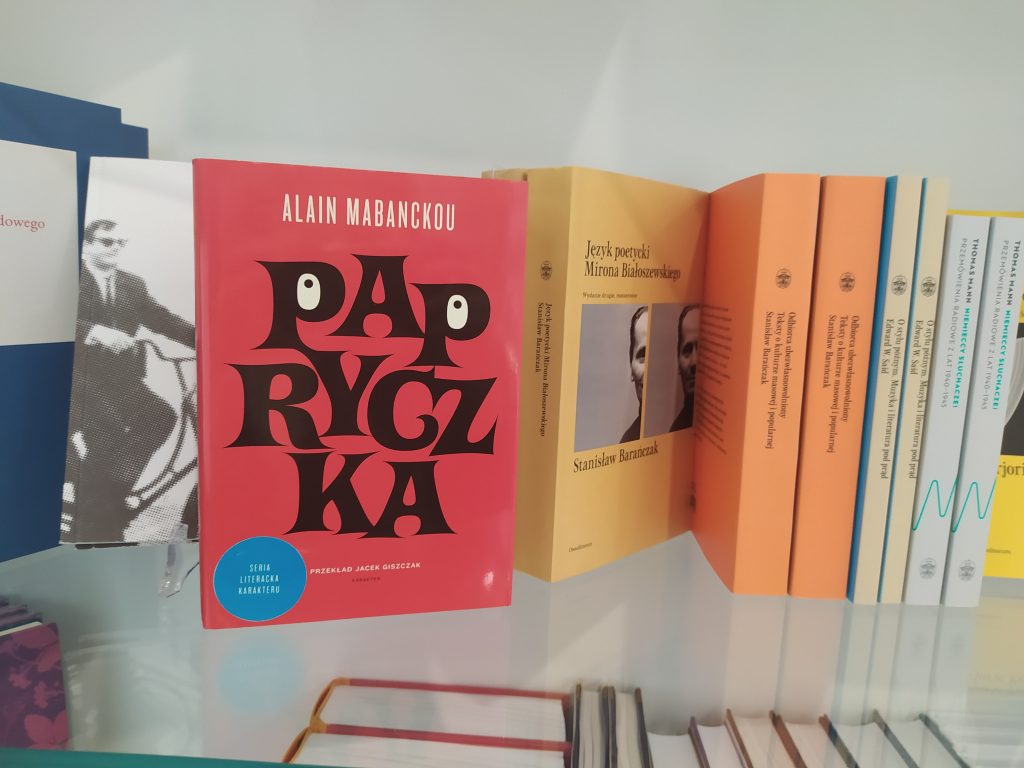 dowego
ALAIN MABANCKOU
PAP
RYCZ
KA
SERIA
LITERACKA
KARAKTERU
PRZEKŁAD JACEK GISZCZAK
KARAKTER
Język poetycki Mirona Białoszewskiego
Stanisław Barańczak
Język poetycki
Mirona Białoszewskiego
Wydanie drugie, rozszerzone
Stanisław Barańczak
Ossolineum
Odbiorca ubezwłasnowolniony
Teksty o kulturze masowej i popularnej
Stanisław Barańczak
Odbiorca ubezwłasnowolniony
Teksty o kulturze masowej i popularnej
Stanisław Barańczak
O stylu późnym. Muzyka i literatura pod prąd
Edward W. Said
O stylu późnym. Muzyka i literatura pod prąd
Edward W. Said
THOMAS MANN NIEMIECCY SŁUCHACZE!
PRZEMÓWIENIA RADIOWE Z LAT 1940-1945
THOMAS MANN NIEMIECCY SŁUCHACZE!
PRZEMÓWIENIA RADIOWE Z LAT 1940-1945
rjori